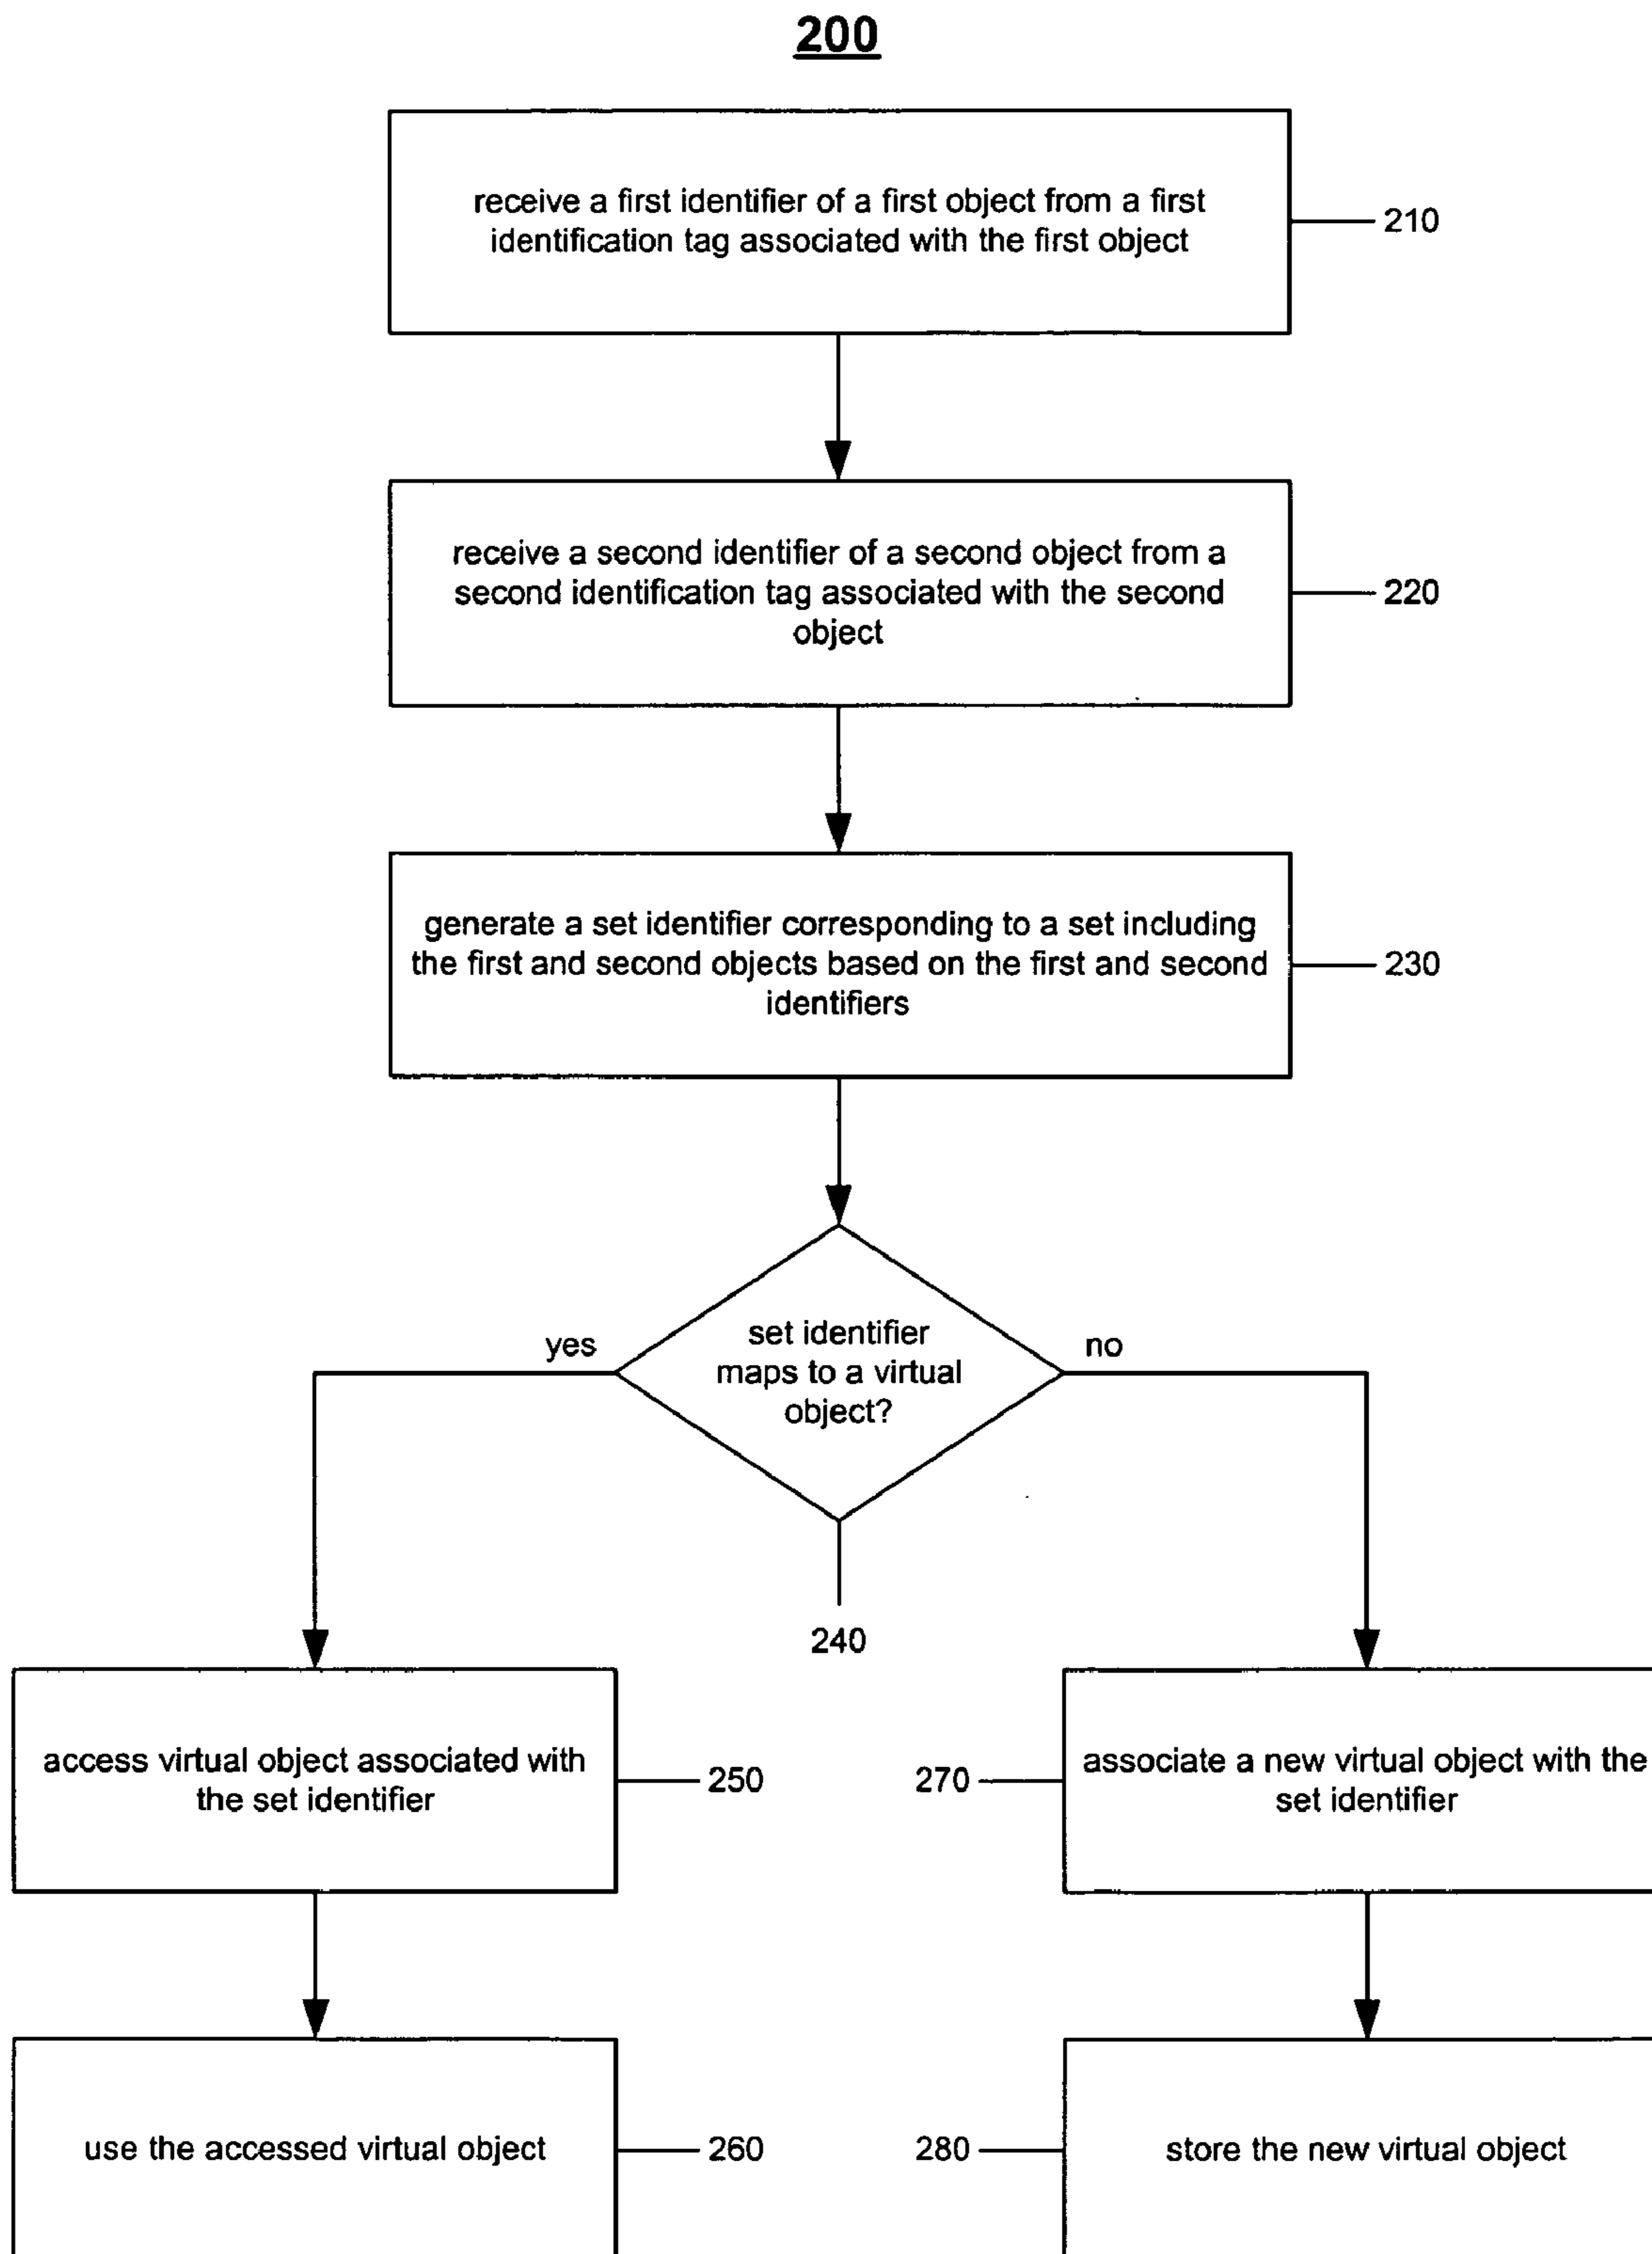 200
receive a first identifier of a first object from a first
identification tag associated with the first object
210
receive a second identifier of a second object from a
second identification tag associated with the second
object
220
generate a set identifier corresponding to a set including
the first and second objects based on the first and second
identifiers
230
yes
set identifier
maps to a virtual
object?
no
240
access virtual object associated with
the set identifier
250
270
associate a new virtual object with the
set identifier
use the accessed virtual object
260
280
store the new virtual object